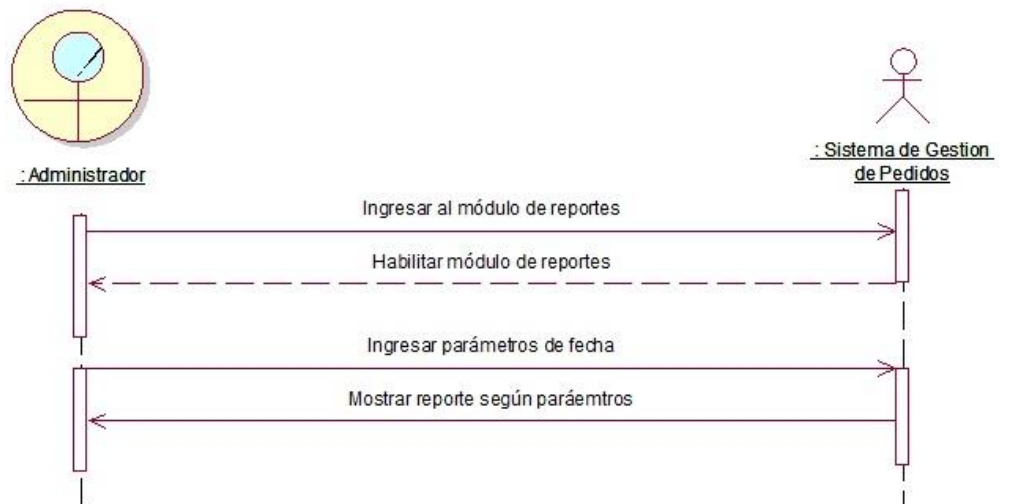 : Administrador
: Sistema de Gestion
de Pedidos
Ingresar al módulo de reportes
Habilitar módulo de reportes
Ingresar parámetros de fecha
Mostrar reporte según paráemtros